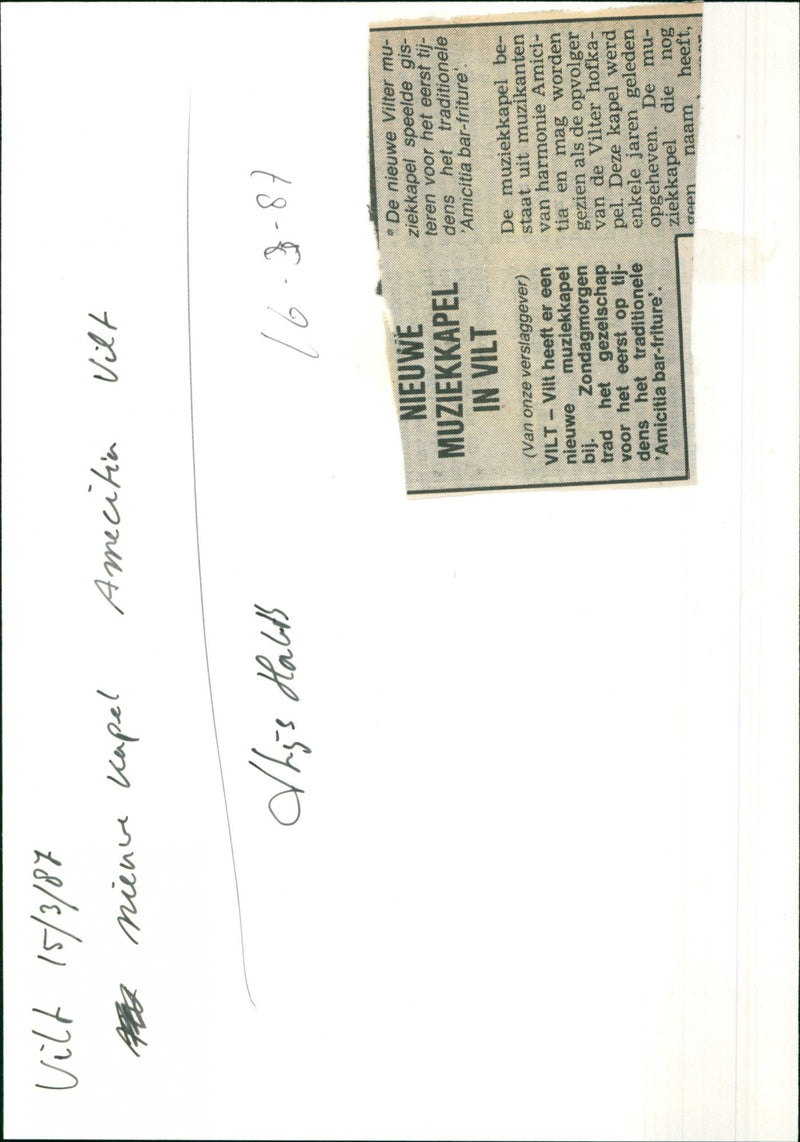 Vilt 15/3/87
nieuwe kapel Amecitia Vilt
16-3-87
NIEUWE
MUZIEKKAPEL
IN VILT
(Van onze verslaggever)
VILT – Vilt heeft er een
nieuwe muziekkapel
bij. Zondagmorgen
trad het gezelschap
voor het eerst op tij-
dens het traditionele
'Amicitia bar-friture'.
* De nieuwe Vilter mu-
ziekkapel speelde gis-
teren voor het eerst tij-
dens het traditionele
'Amicitia bar-friture'.
De muziekkapel be-
staat uit muzikanten
van harmonie Amici-
tia en mag worden
gezien als de opvolger
van de Vilter hofka-
pel. Deze kapel werd
enkele jaren geleden
opgeheven. De mu-
ziekkapel die nog
geen naam heeft,